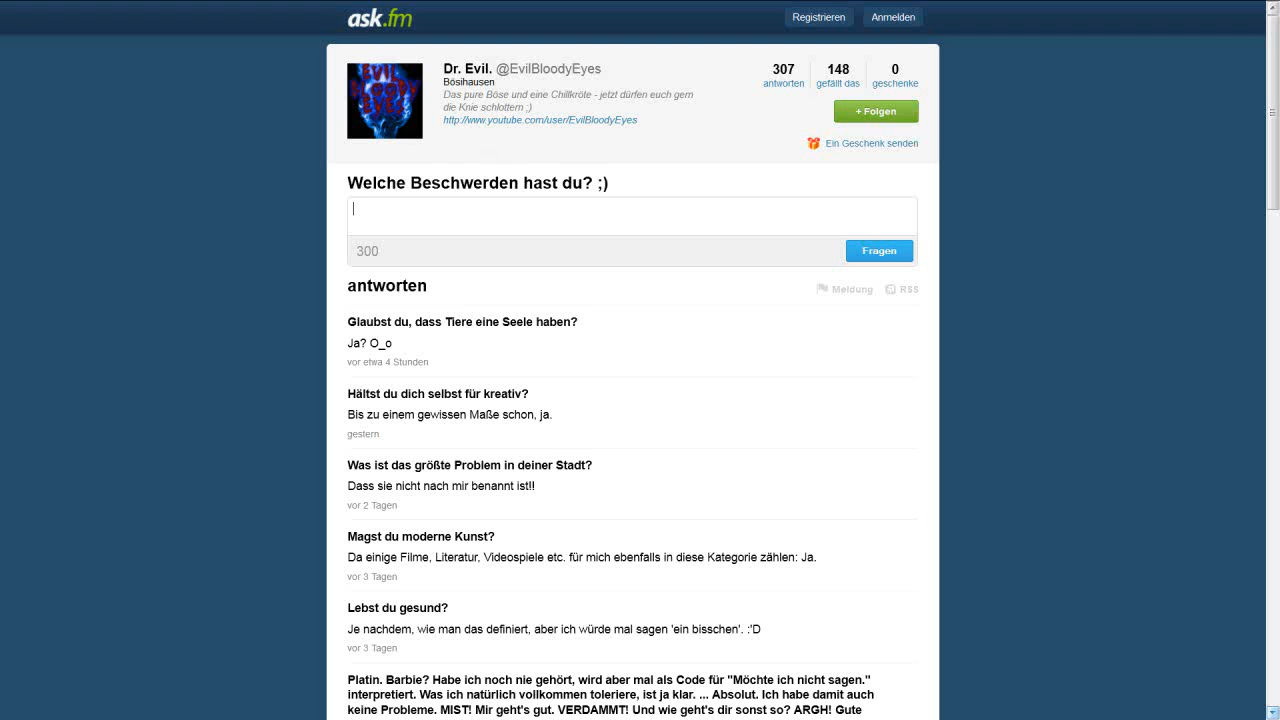 ask.fm
Registrieren
Anmelden
Dr. Evil. @EvilBloodyEyes
Bösihausen
Das pure Böse und eine Chillkröte - jetzt dürfen euch gern
die Knie schlottern ;)
http://www.youtube.com/user/EvilBloodyEyes
307 148 0
antworten gefällt das geschenke
+ Folgen
Ein Geschenk senden
EVIL
BLOODY
EYES
Welche Beschwerden hast du? ;)
300
Fragen
antworten
Meldung RSS
Glaubst du, dass Tiere eine Seele haben?
Ja? O_o
vor etwa 4 Stunden
Hältst du dich selbst für kreativ?
Bis zu einem gewissen Maße schon, ja.
gestern
Was ist das größte Problem in deiner Stadt?
Dass sie nicht nach mir benannt ist!!
vor 2 Tagen
Magst du moderne Kunst?
Da einige Filme, Literatur, Videospiele etc. für mich ebenfalls in diese Kategorie zählen: Ja.
vor 3 Tagen
Lebst du gesund?
Je nachdem, wie man das definiert, aber ich würde mal sagen 'ein bisschen'. :'D
vor 3 Tagen
Platin. Barbie? Habe ich noch nie gehört, wird aber mal als Code für "Möchte ich nicht sagen."
interpretiert. Was ich natürlich vollkommen toleriere, ist ja klar. ... Absolut. Ich habe damit auch
keine Probleme. MIST! Mir geht's gut. VERDAMMT! Und wie geht's dir sonst so? ARGH! Gute